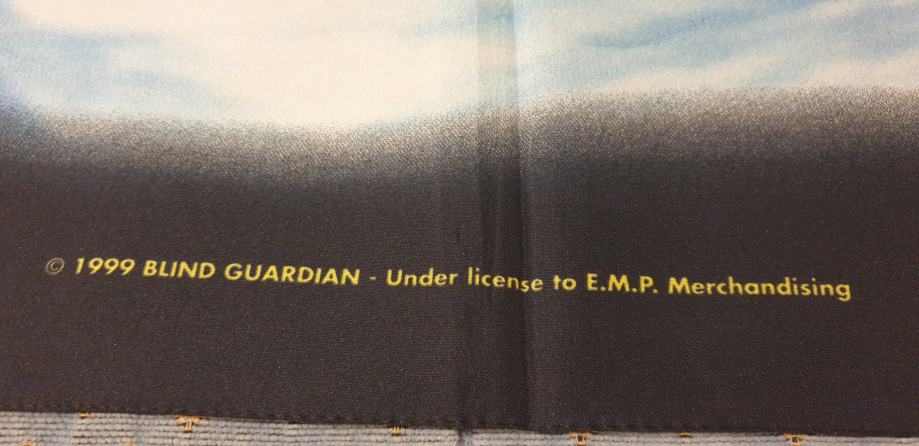 © 1999 BLIND GUARDIAN - Under license to E.M.P. Merchandising